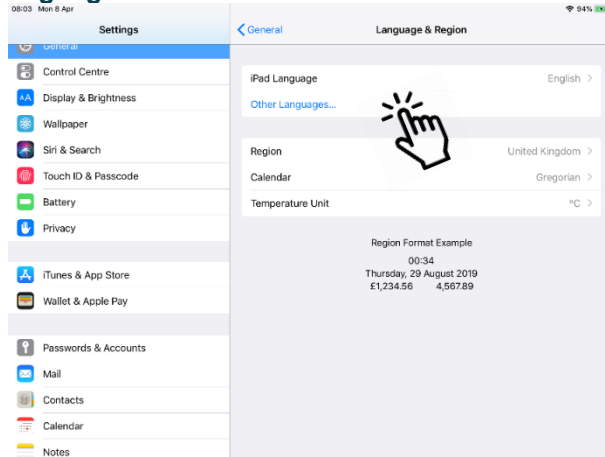 08:03 Mon 8 Apr
94%
Settings
General
Language & Region
General
Control Centre
Display & Brightness
Wallpaper
Siri & Search
Touch ID & Passcode
Battery
Privacy
iTunes & App Store
Wallet & Apple Pay
Passwords & Accounts
Mail
Contacts
Calendar
Notes
iPad Language English
Other Languages...
Region United Kingdom
Calendar Gregorian
Temperature Unit °C
Region Format Example
00:34
Thursday, 29 August 2019
£1,234.56 4,567.89